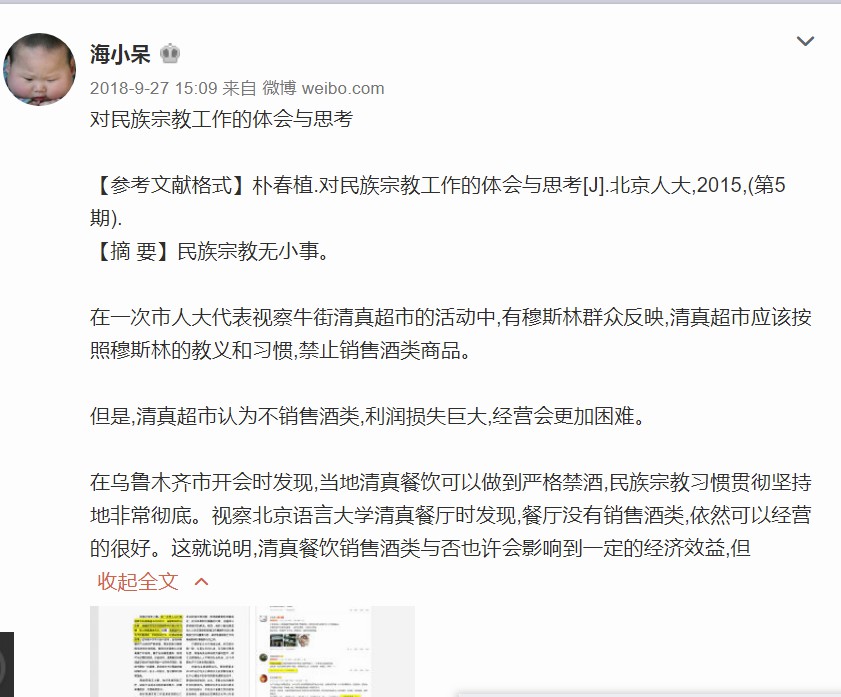 海小呆
2018-9-27 15:09 来自 微博 weibo.com
对民族宗教工作的体会与思考
【参考文献格式】朴春植.对民族宗教工作的体会与思考[J].北京人大,2015,(第5
期).
【摘 要】民族宗教无小事。
在一次市人大代表视察牛街清真超市的活动中,有穆斯林群众反映,清真超市应该按
照穆斯林的教义和习惯,禁止销售酒类商品。
但是,清真超市认为不销售酒类,利润损失巨大,经营会更加困难。
在乌鲁木齐市开会时发现,当地清真餐饮可以做到严格禁酒,民族宗教习惯贯彻坚持
地非常彻底。视察北京语言大学清真餐厅时发现,餐厅没有销售酒类,依然可以经营
的很好。这就说明,清真餐饮销售酒类与否也许会影响到一定的经济效益,但
收起全文